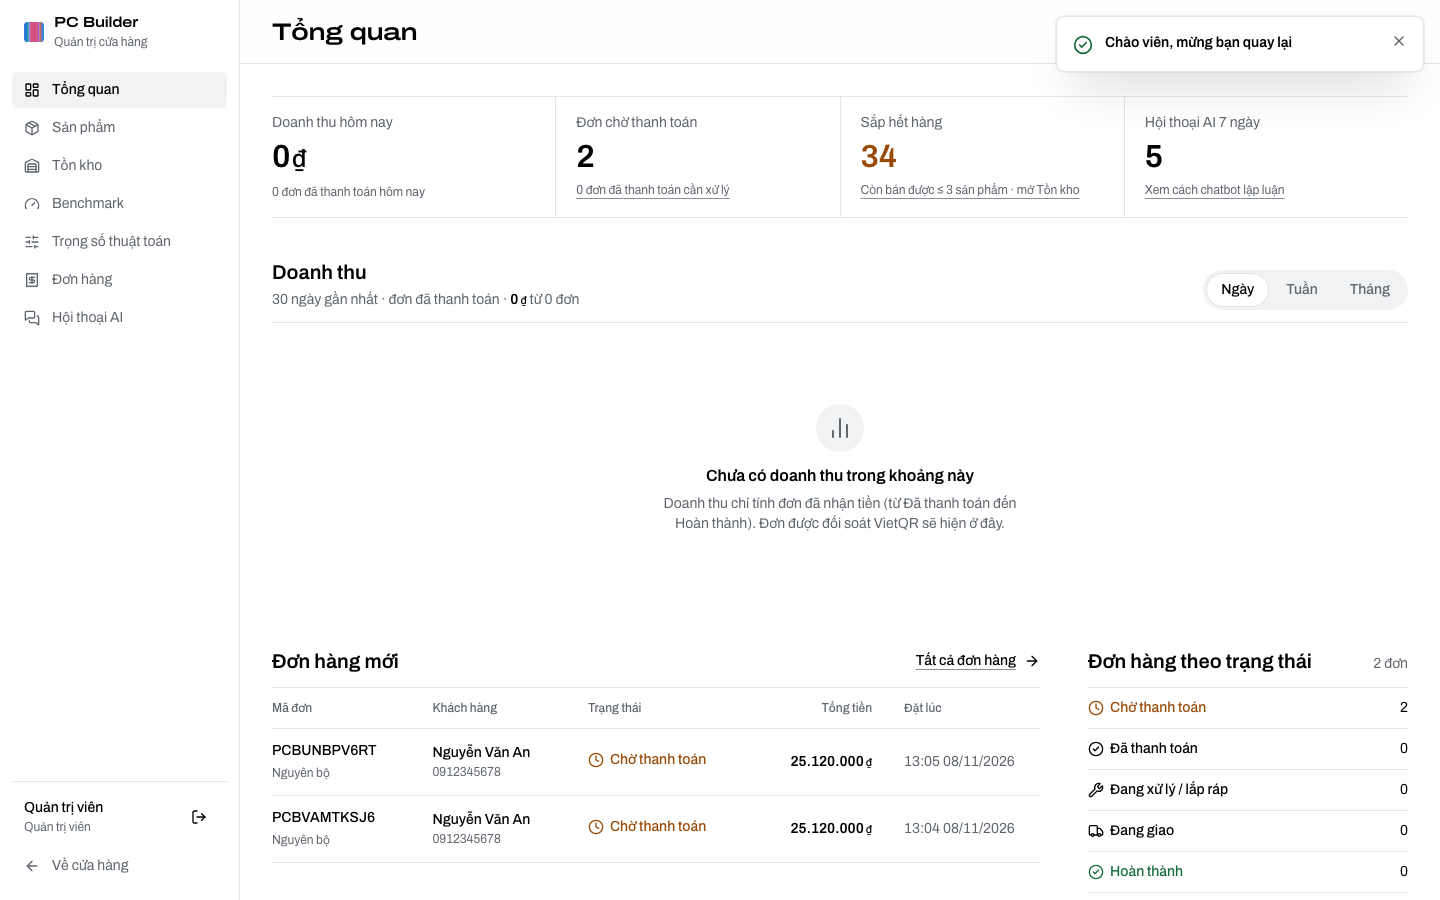 PC Builder
Quản trị cửa hàng
Tổng quan
Sản phẩm
Tồn kho
Benchmark
Trọng số thuật toán
Đơn hàng
Hội thoại AI
Quản trị viên
Quản trị viên
Về cửa hàng
Tổng quan
Chào viên, mừng bạn quay lại
Doanh thu hôm nay
0₫
0 đơn đã thanh toán hôm nay
Đơn chờ thanh toán
2
0 đơn đã thanh toán cần xử lý
Sắp hết hàng
34
Còn bán được ≤ 3 sản phẩm · mở Tồn kho
Hội thoại AI 7 ngày
5
Xem cách chatbot lập luận
Doanh thu
30 ngày gần nhất · đơn đã thanh toán · 0₫ từ 0 đơn
Ngày
Tuần
Tháng
Chưa có doanh thu trong khoảng này
Doanh thu chỉ tính đơn đã nhận tiền (từ Đã thanh toán đến
Hoàn thành). Đơn được đối soát VietQR sẽ hiện ở đây.
Đơn hàng mới
Tất cả đơn hàng
Mã đơn Khách hàng Trạng thái Tổng tiền Đặt lúc
PCBUNBPV6RT Nguyễn Văn An Chờ thanh toán 25.120.000₫ 13:05 08/11/2026
Nguyên bộ 0912345678
PCBVAMTKSJ6 Nguyễn Văn An Chờ thanh toán 25.120.000₫ 13:04 08/11/2026
Nguyên bộ 0912345678
Đơn hàng theo trạng thái 2 đơn
Chờ thanh toán 2
Đã thanh toán 0
Đang xử lý / lắp ráp 0
Đang giao 0
Hoàn thành 0